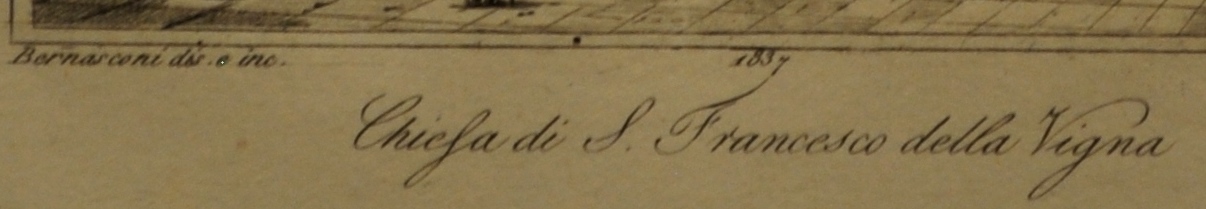 Bernasconi dis. e inc. 1837
Chiesa di S. Francesco della Vigna